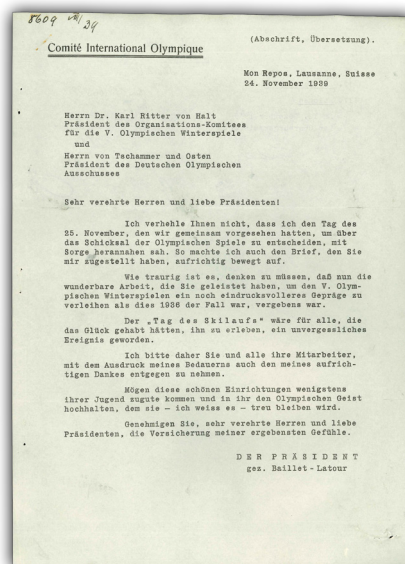 8609 VIII/39
(Abschrift, Übersetzung).
Comité International Olympique
Mon Repos, Lausanne, Suisse
24. November 1939
Herrn Dr. Karl Ritter von Halt
Präsident des Organisations-Komitees
für die V. Olympischen Winterspiele
und
Herrn von Tschammer und Osten
Präsident des Deutschen Olympischen
Ausschusses
Sehr verehrte Herren und liebe Präsidenten!
Ich verhehle Ihnen nicht, dass ich den Tag des
25. November, den wir gemeinsam vorgesehen hatten, um über
das Schicksal der Olympischen Spiele zu entscheiden, mit
Sorge herannahen sah. So machte ich auch den Brief, den Sie
mir zugestellt haben, aufrichtig bewegt auf.
Wie traurig ist es, denken zu müssen, daß nun die
wunderbare Arbeit, die Sie geleistet haben, um den V. Olym-
pischen Winterspielen ein noch eindrucksvolleres Gepräge zu
verleihen als dies 1936 der Fall war, vergebens war.
Der „Tag des Skilaufs“ wäre für alle, die
das Glück gehabt hätten, ihn zu erleben, ein unvergessliches
Ereignis geworden.
Ich bitte daher Sie und alle ihre Mitarbeiter,
mit dem Ausdruck meines Bedauerns auch den meines aufrich-
tigen Dankes entgegen zu nehmen.
Mögen diese schönen Einrichtungen wenigstens
ihrer Jugend zugute kommen und in ihr den Olympischen Geist
hochhalten, dem sie – ich weiss es – treu bleiben wird.
Genehmigen Sie, sehr verehrte Herren und liebe
Präsidenten, die Versicherung meiner ergebensten Gefühle.
DER PRÄSIDENT
gez. Baillet-Latour